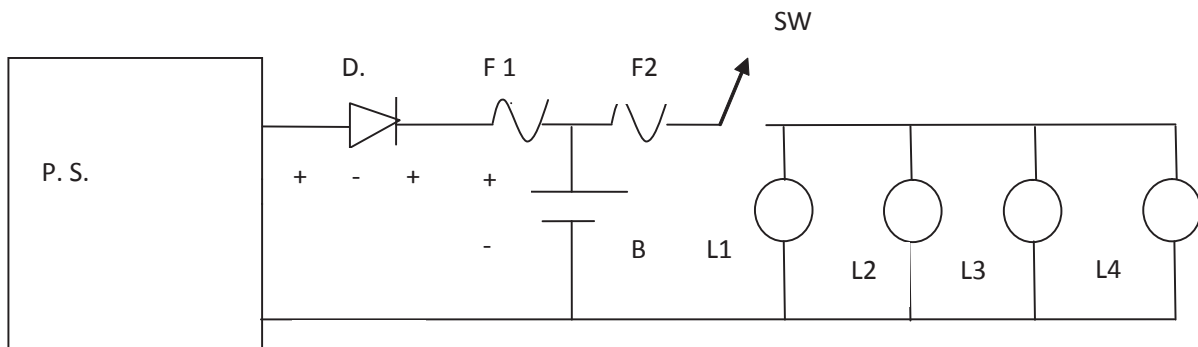 SW
D. F 1 F2
P. S.
+ - + +
-
B L1 L2 L3 L4